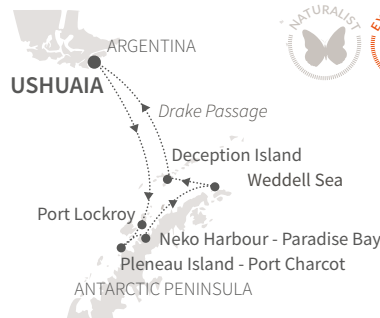 NATURALIST
ARGENTINA
USHUAIA
Drake Passage
Deception Island
Weddell Sea
Port Lockroy
Neko Harbour - Paradise Bay
Pleneau Island - Port Charcot
ANTARCTIC PENINSULA